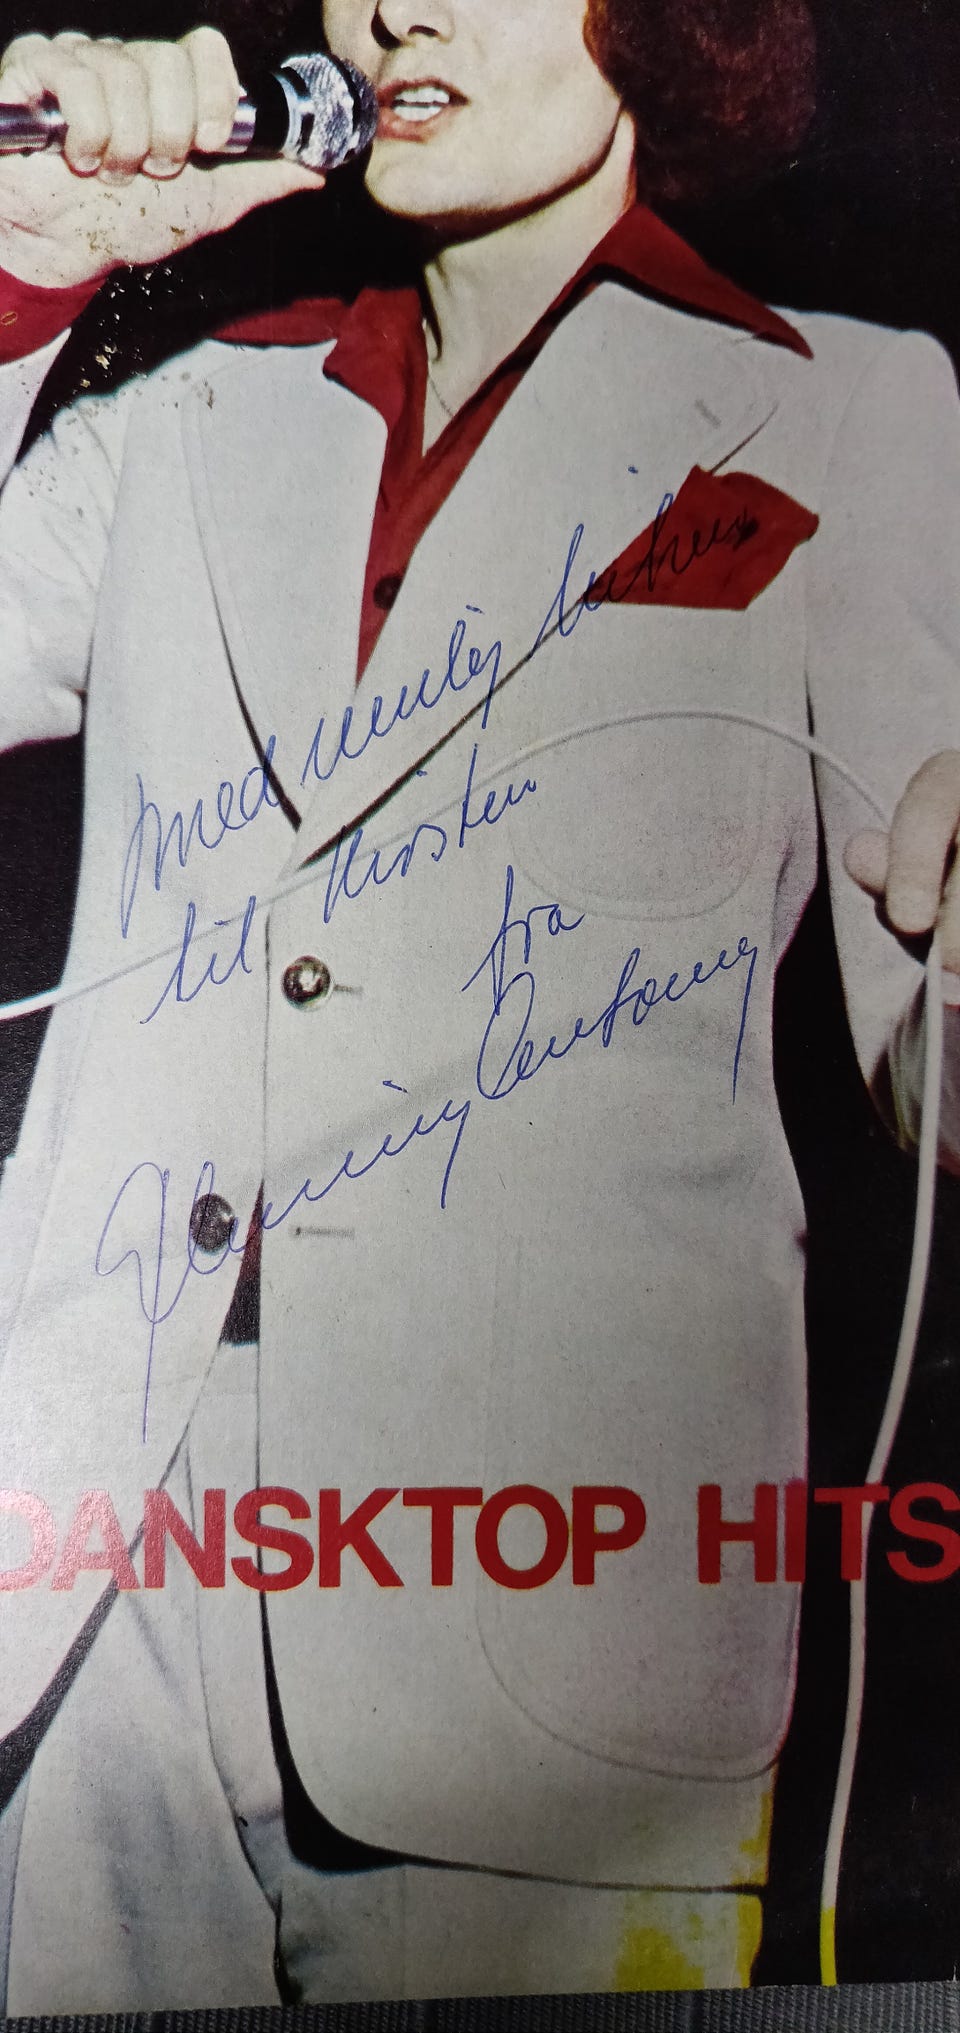 med venlig hilsen
til Kirsten
fra
Flemming Antony
DANSKTOP HITS